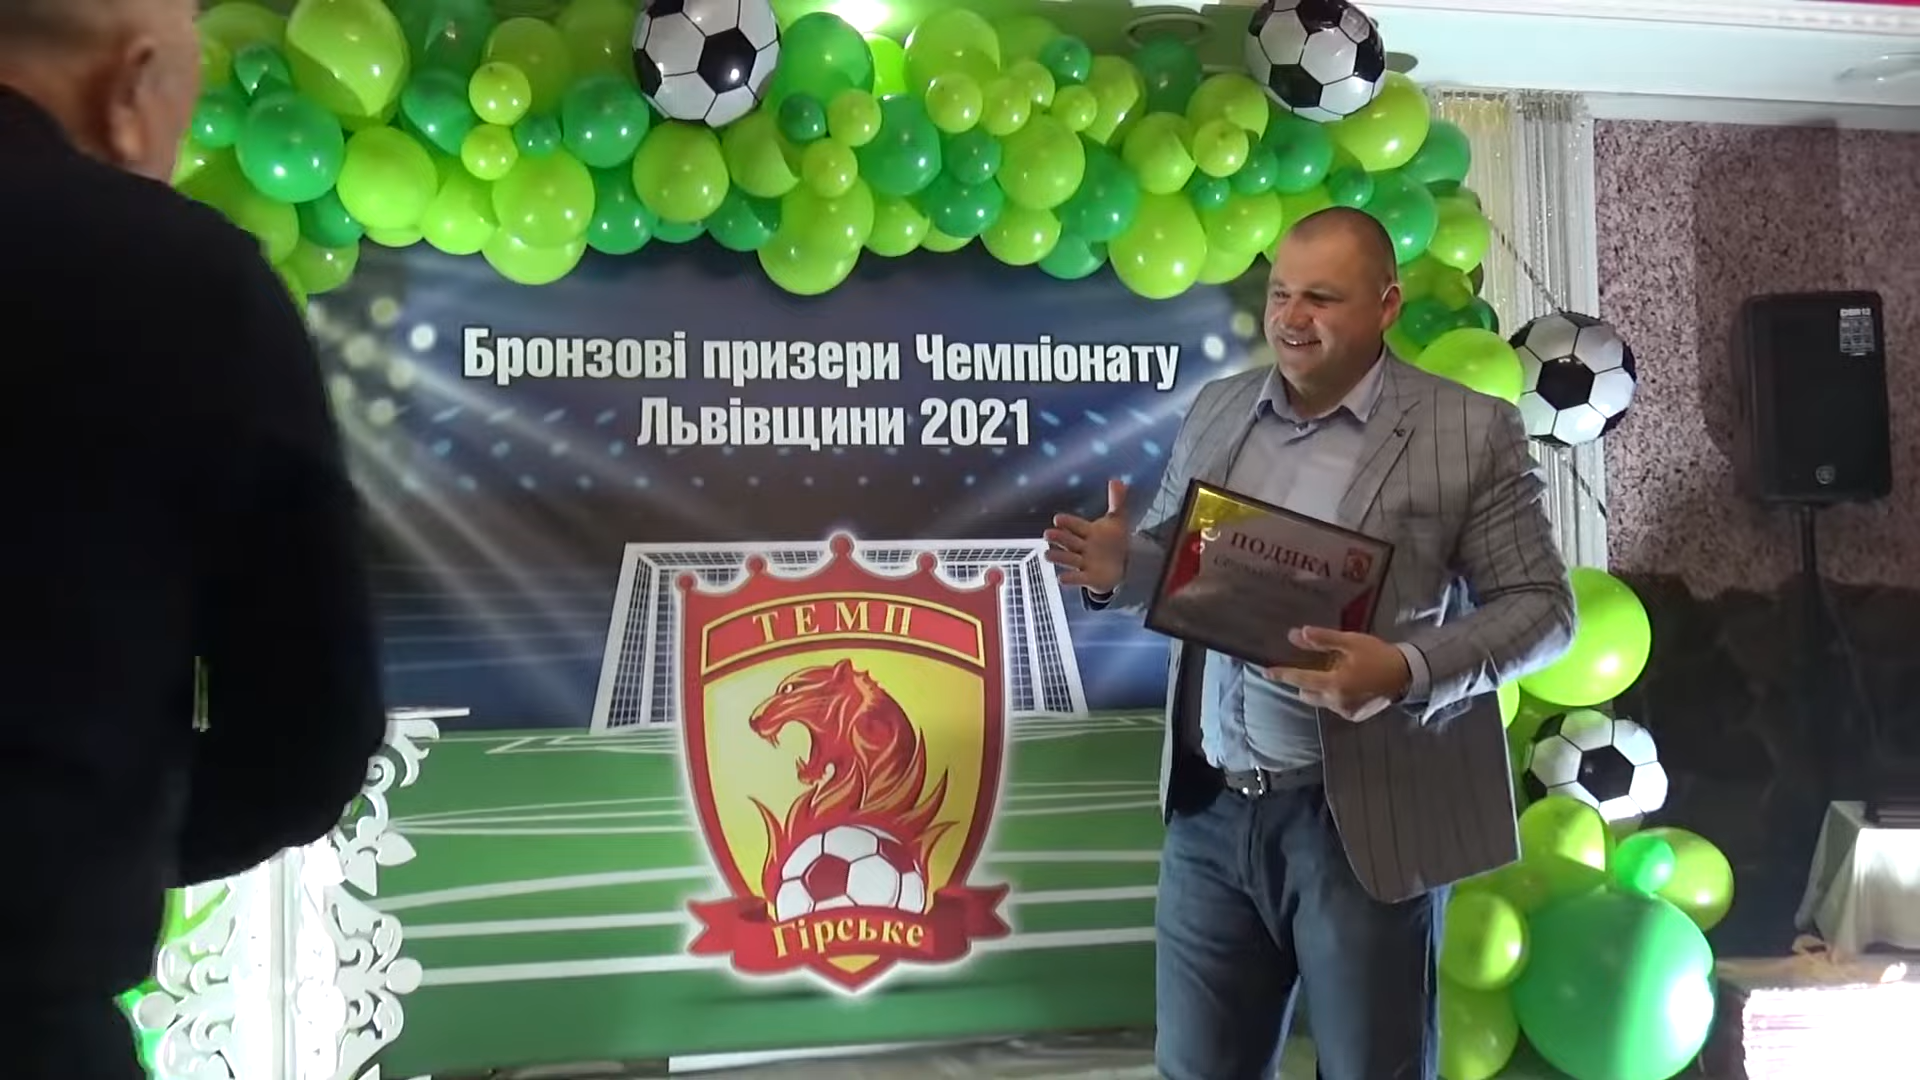 Бронзові призери Чемпіонату
Львівщини 2021
ТЕМП
Гірське
ПОДЯКА